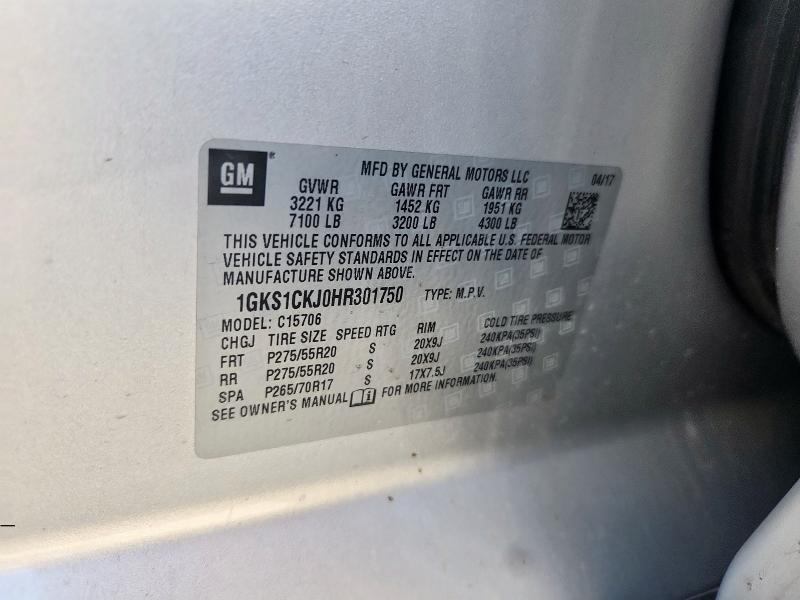 GM®
MFD BY GENERAL MOTORS LLC 04/17
GVWR GAWR FRT GAWR RR
3221 KG 1452 KG 1951 KG
7100 LB 3200 LB 4300 LB
THIS VEHICLE CONFORMS TO ALL APPLICABLE U.S. FEDERAL MOTOR
VEHICLE SAFETY STANDARDS IN EFFECT ON THE DATE OF
MANUFACTURE SHOWN ABOVE.
1GKS1CKJ0HR301750 TYPE: M.P.V.
MODEL: C15706
CHGJ TIRE SIZE SPEED RTG RIM COLD TIRE PRESSURE
FRT P275/55R20 S 20X9J 240KPA(35PSI)
RR P275/55R20 S 20X9J 240KPA(35PSI)
SPA P265/70R17 S 17X7.5J 240KPA(35PSI)
SEE OWNER'S MANUAL FOR MORE INFORMATION.